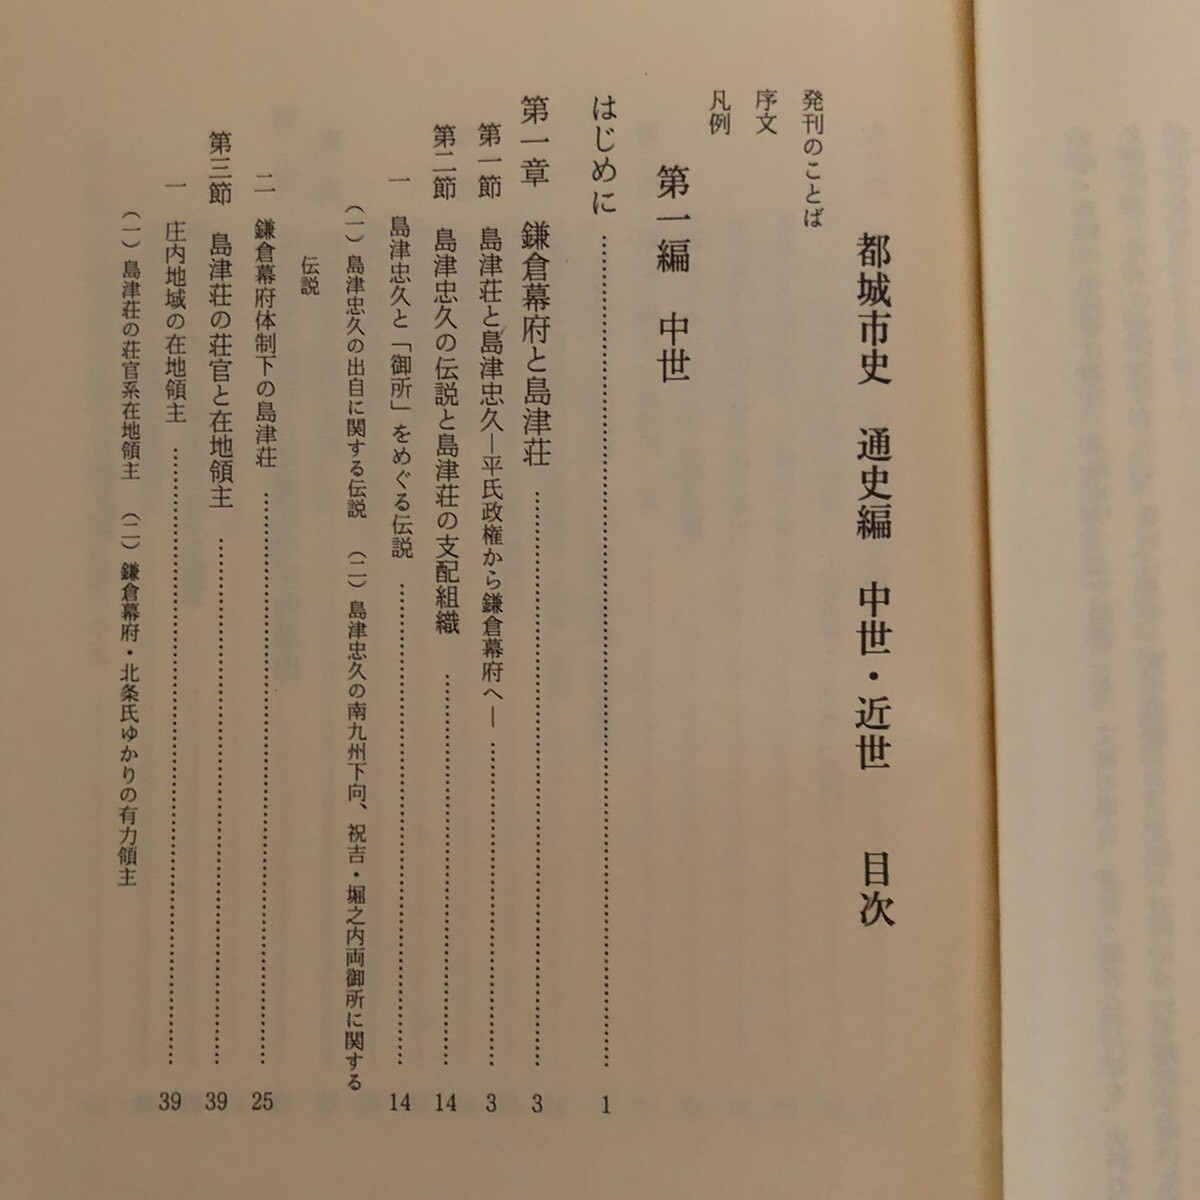 都城市史　通史編　中世・近世　目次
発刊のことば
序文
凡例
第一編　中世
はじめに……1
第一章　鎌倉幕府と島津荘……3
第一節　島津荘と島津忠久―平氏政権から鎌倉幕府へ―……3
第二節　島津忠久の伝説と島津荘の支配組織……14
一　島津忠久と「御所」をめぐる伝説……14
（一）島津忠久の出自に関する伝説　（二）島津忠久の南九州下向、祝吉・堀之内両御所に関する
伝説
二　鎌倉幕府体制下の島津荘……25
第三節　島津荘の荘官と在地領主……39
一　庄内地域の在地領主……39
（一）島津荘の荘官系在地領主　（二）鎌倉幕府・北条氏ゆかりの有力領主